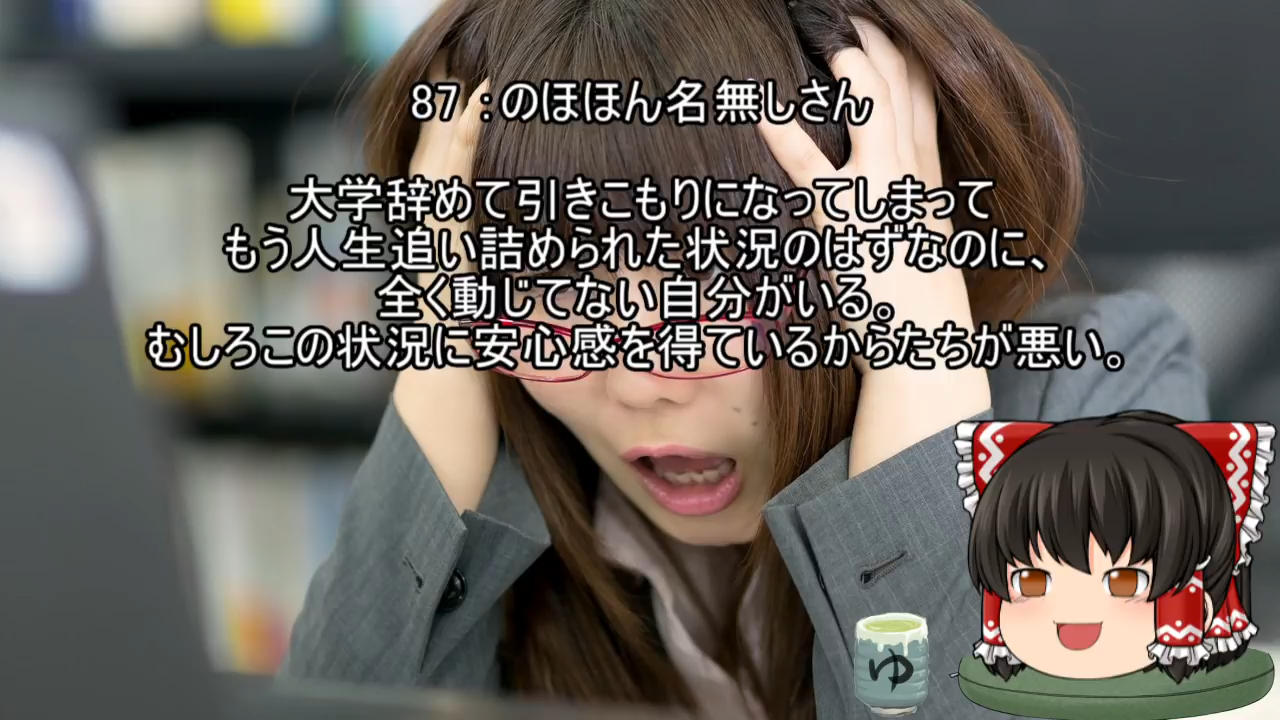 87：のほほん名無しさん
大学辞めて引きこもりになってしまって
もう人生追い詰められた状況のはずなのに、
全く動じてない自分がいる。
むしろこの状況に安心感を得ているからたちが悪い。
ゆ